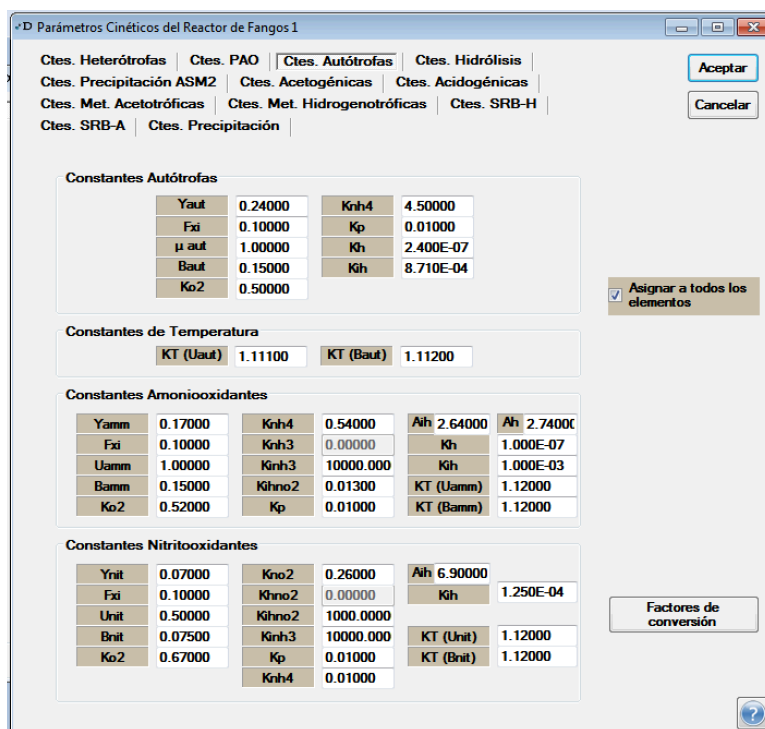 Parámetros Cinéticos del Reactor de Fangos 1
Ctes. Heterótrofas Ctes. PAO Ctes. Autótrofas Ctes. Hidrólisis
Ctes. Precipitación ASM2 Ctes. Acetogénicas Ctes. Acidogénicas
Ctes. Met. Acetotróficas Ctes. Met. Hidrogenotróficas Ctes. SRB-H
Ctes. SRB-A Ctes. Precipitación
Aceptar
Cancelar
Constantes Autótrofas
Yaut 0.24000 Knh4 4.50000
Fxi 0.10000 Kp 0.01000
µ aut 1.00000 Kh 2.400E-07
Baut 0.15000 Kih 8.710E-04
Ko2 0.50000
Asignar a todos los
elementos
Constantes de Temperatura
KT (Uaut) 1.11100 KT (Baut) 1.11200
Constantes Amoniooxidantes
Yamm 0.17000 Knh4 0.54000 Aih 2.64000 Ah 2.7400
Fxi 0.10000 Knh3 0.00000 Kh 1.000E-07
Uamm 1.00000 Kinh3 10000.000 Kih 1.000E-03
Bamm 0.15000 Kihno2 0.01300 KT (Uamm) 1.12000
Ko2 0.52000 Kp 0.01000 KT (Bamm) 1.12000
Constantes Nitritooxidantes
Ynit 0.07000 Kno2 0.26000 Aih 6.90000
Fxi 0.10000 Khno2 0.00000 Kih 1.250E-04
Unit 0.50000 Kihno2 1000.0000
Bnit 0.07500 Kinh3 10000.000 KT (Unit) 1.12000
Ko2 0.67000 Kp 0.01000 KT (Bnit) 1.12000
Knh4 0.01000
Factores de
conversión
?